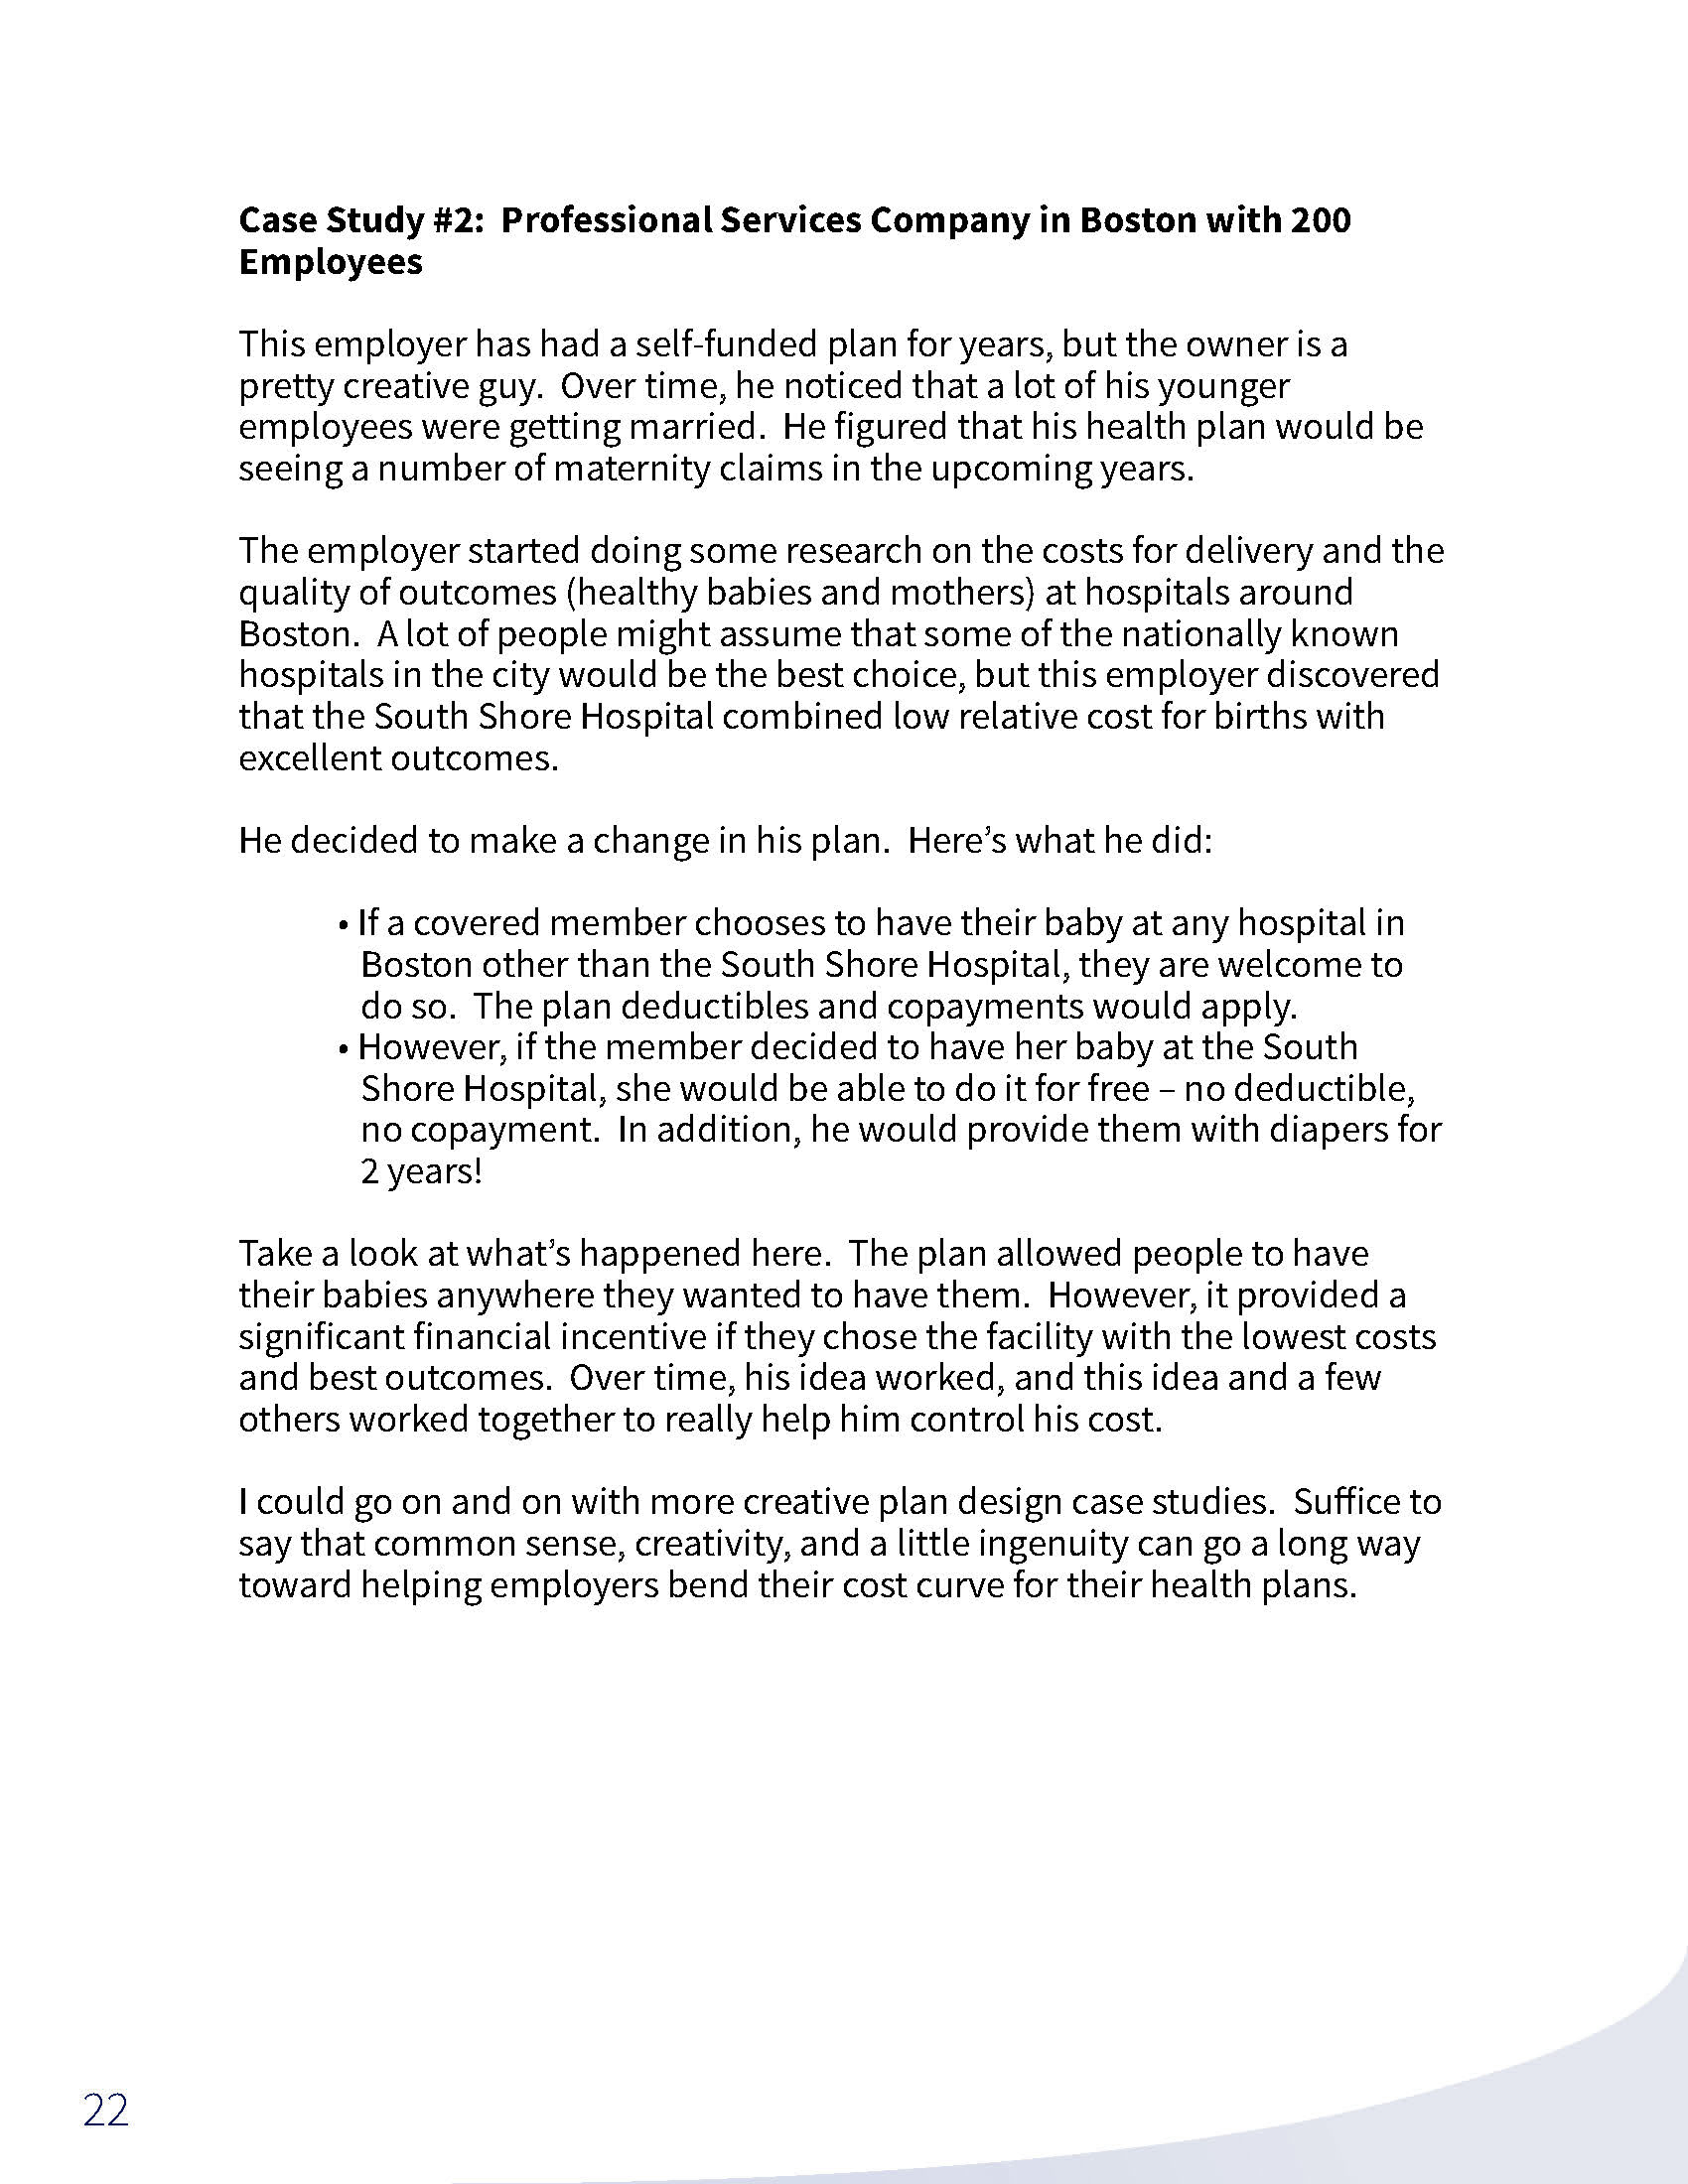 Case Study #2:  Professional Services Company in Boston with 200
Employees
This employer has had a self-funded plan for years, but the owner is a
pretty creative guy.  Over time, he noticed that a lot of his younger
employees were getting married.  He figured that his health plan would be
seeing a number of maternity claims in the upcoming years.
The employer started doing some research on the costs for delivery and the
quality of outcomes (healthy babies and mothers) at hospitals around
Boston.  A lot of people might assume that some of the nationally known
hospitals in the city would be the best choice, but this employer discovered
that the South Shore Hospital combined low relative cost for births with
excellent outcomes.
He decided to make a change in his plan.  Here’s what he did:
• If a covered member chooses to have their baby at any hospital in
Boston other than the South Shore Hospital, they are welcome to
do so.  The plan deductibles and copayments would apply.
• However, if the member decided to have her baby at the South
Shore Hospital, she would be able to do it for free – no deductible,
no copayment.  In addition, he would provide them with diapers for
2 years!
Take a look at what’s happened here.  The plan allowed people to have
their babies anywhere they wanted to have them.  However, it provided a
significant financial incentive if they chose the facility with the lowest costs
and best outcomes.  Over time, his idea worked, and this idea and a few
others worked together to really help him control his cost.
I could go on and on with more creative plan design case studies.  Suffice to
say that common sense, creativity, and a little ingenuity can go a long way
toward helping employers bend their cost curve for their health plans.
22